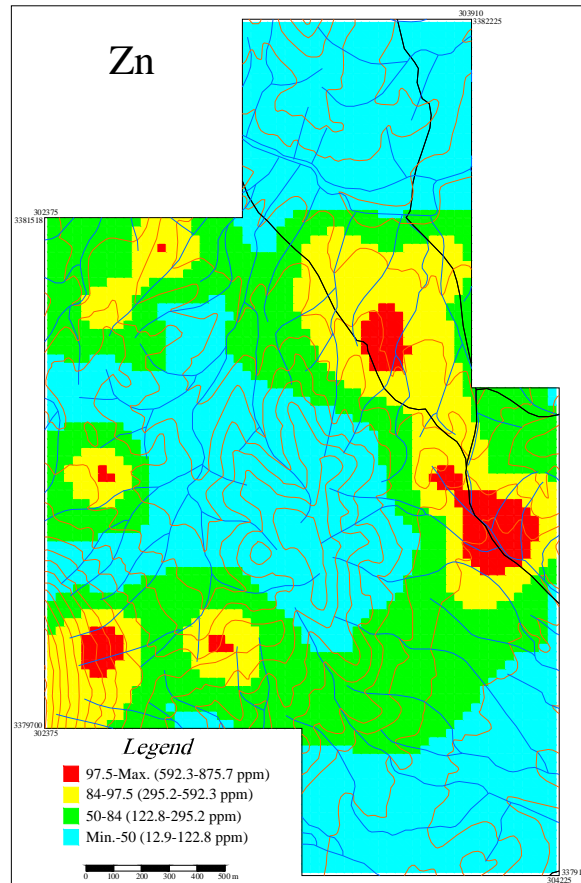 303910
3382225
Zn
302375
3381518
3379700
302375
Legend
97.5-Max. (592.3-875.7 ppm)
84-97.5 (295.2-592.3 ppm)
50-84 (122.8-295.2 ppm)
Min.-50 (12.9-122.8 ppm)
0 100 200 300 400 500 m
304225